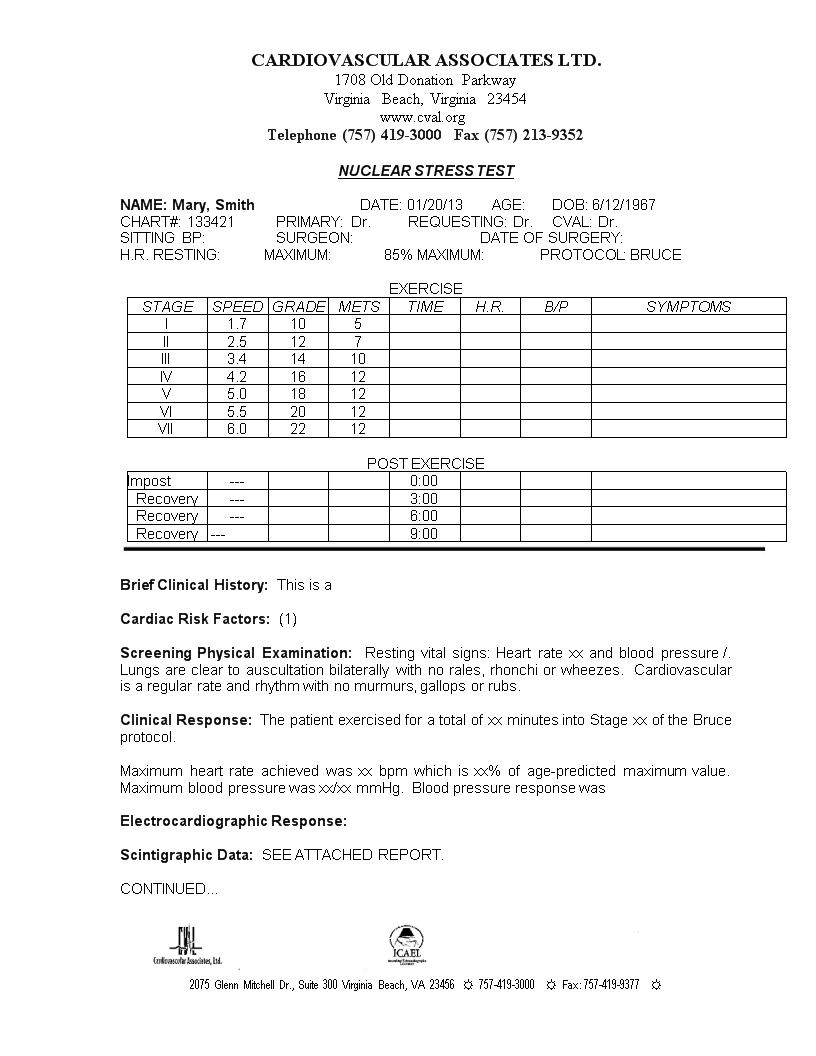 CARDIOVASCULAR ASSOCIATES LTD.
1708 Old Donation Parkway
Virginia Beach, Virginia 23454
www.cval.org
Telephone (757) 419-3000 Fax (757) 213-9352
NUCLEAR STRESS TEST
NAME: Mary, Smith DATE: 01/20/13 AGE: DOB: 6/12/1967
CHART#: 133421 PRIMARY: Dr. REQUESTING: Dr. CVAL: Dr.
SITTING BP: SURGEON: DATE OF SURGERY:
H.R. RESTING: MAXIMUM: 85% MAXIMUM: PROTOCOL: BRUCE
EXERCISE
STAGE SPEED GRADE METS TIME H.R. B/P SYMPTOMS
I 1.7 10 5
II 2.5 12 7
III 3.4 14 10
IV 4.2 16 12
V 5.0 18 12
VI 5.5 20 12
VII 6.0 22 12
POST EXERCISE
Impost --- 0:00
Recovery --- 3:00
Recovery --- 6:00
Recovery --- 9:00
Brief Clinical History: This is a
Cardiac Risk Factors: (1)
Screening Physical Examination: Resting vital signs: Heart rate xx and blood pressure /.
Lungs are clear to auscultation bilaterally with no rales, rhonchi or wheezes. Cardiovascular
is a regular rate and rhythm with no murmurs, gallops or rubs.
Clinical Response: The patient exercised for a total of xx minutes into Stage xx of the Bruce
protocol.
Maximum heart rate achieved was xx bpm which is xx% of age-predicted maximum value.
Maximum blood pressure was xx/xx mmHg. Blood pressure response was
Electrocardiographic Response:
Scintigraphic Data: SEE ATTACHED REPORT.
CONTINUED...
Cardiovascular Associates, Ltd.
ICAEL
2075 Glenn Mitchell Dr., Suite 300 Virginia Beach, VA 23456 ☼ 757-419-3000 ☼ Fax: 757-419-9377 ☼